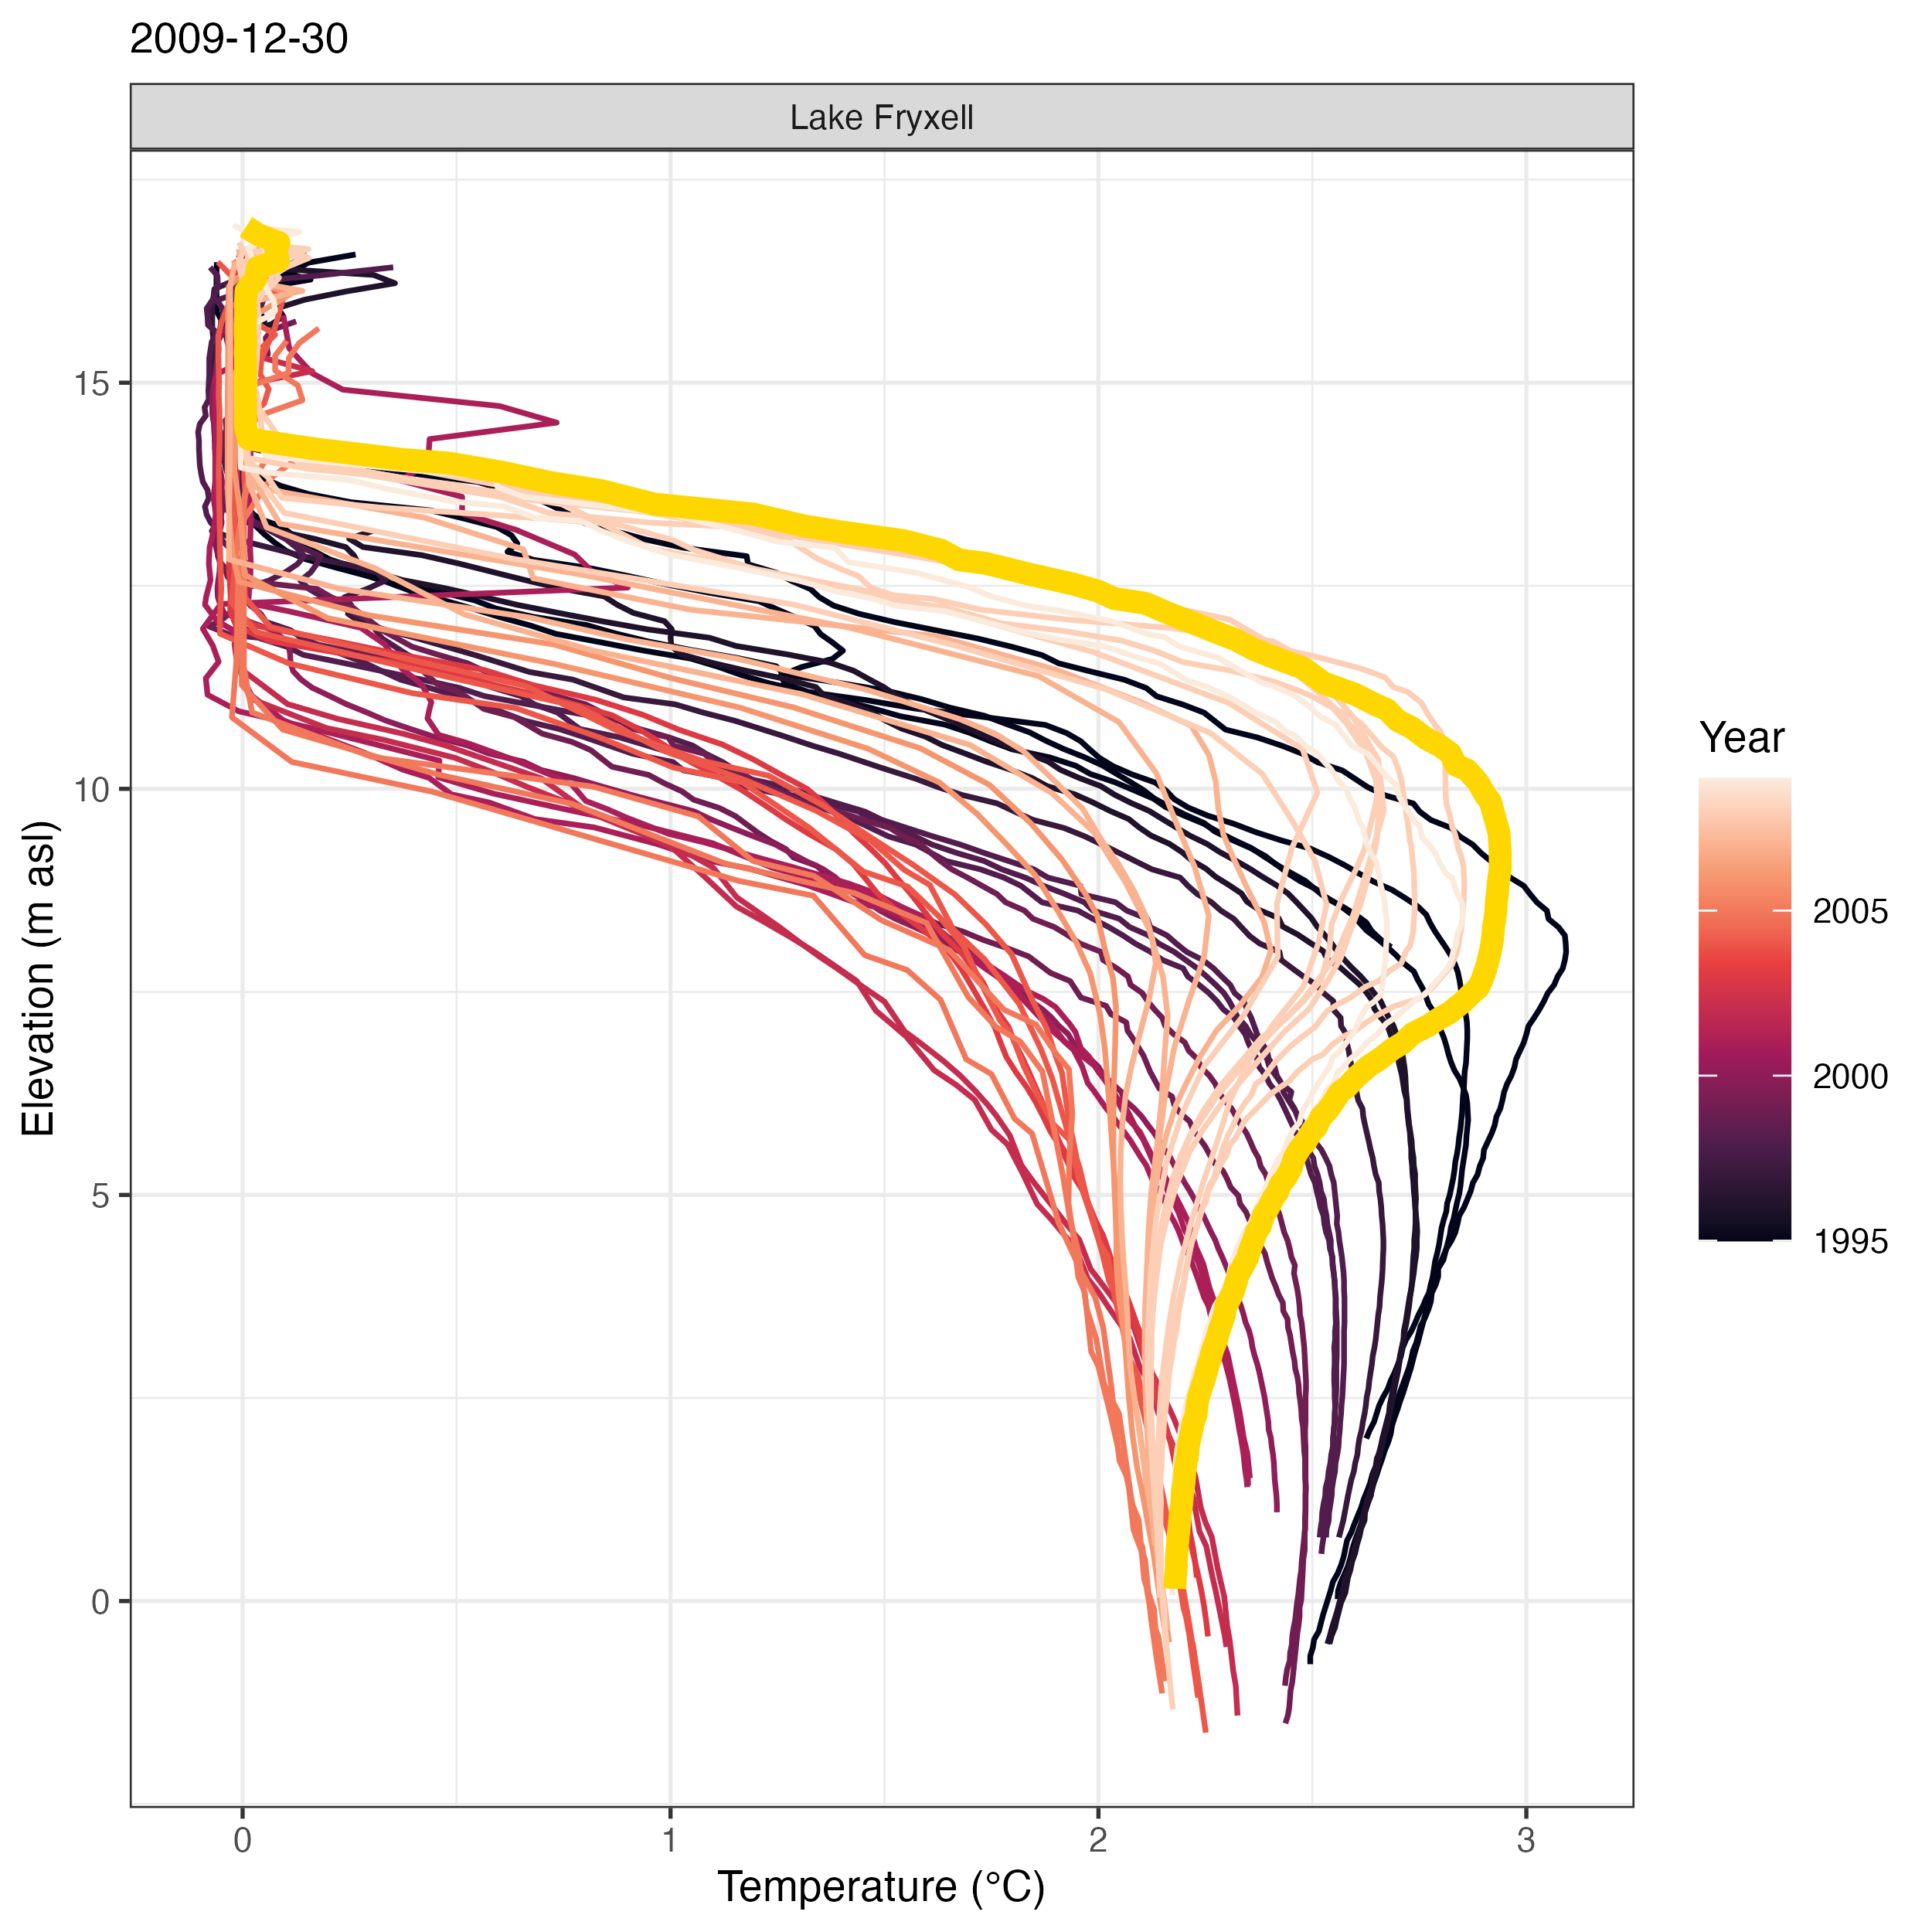 2009-12-30
Lake Fryxell
15
10
5
0
Elevation (m asl)
0 1 2 3
Temperature (°C)
Year
2005
2000
1995